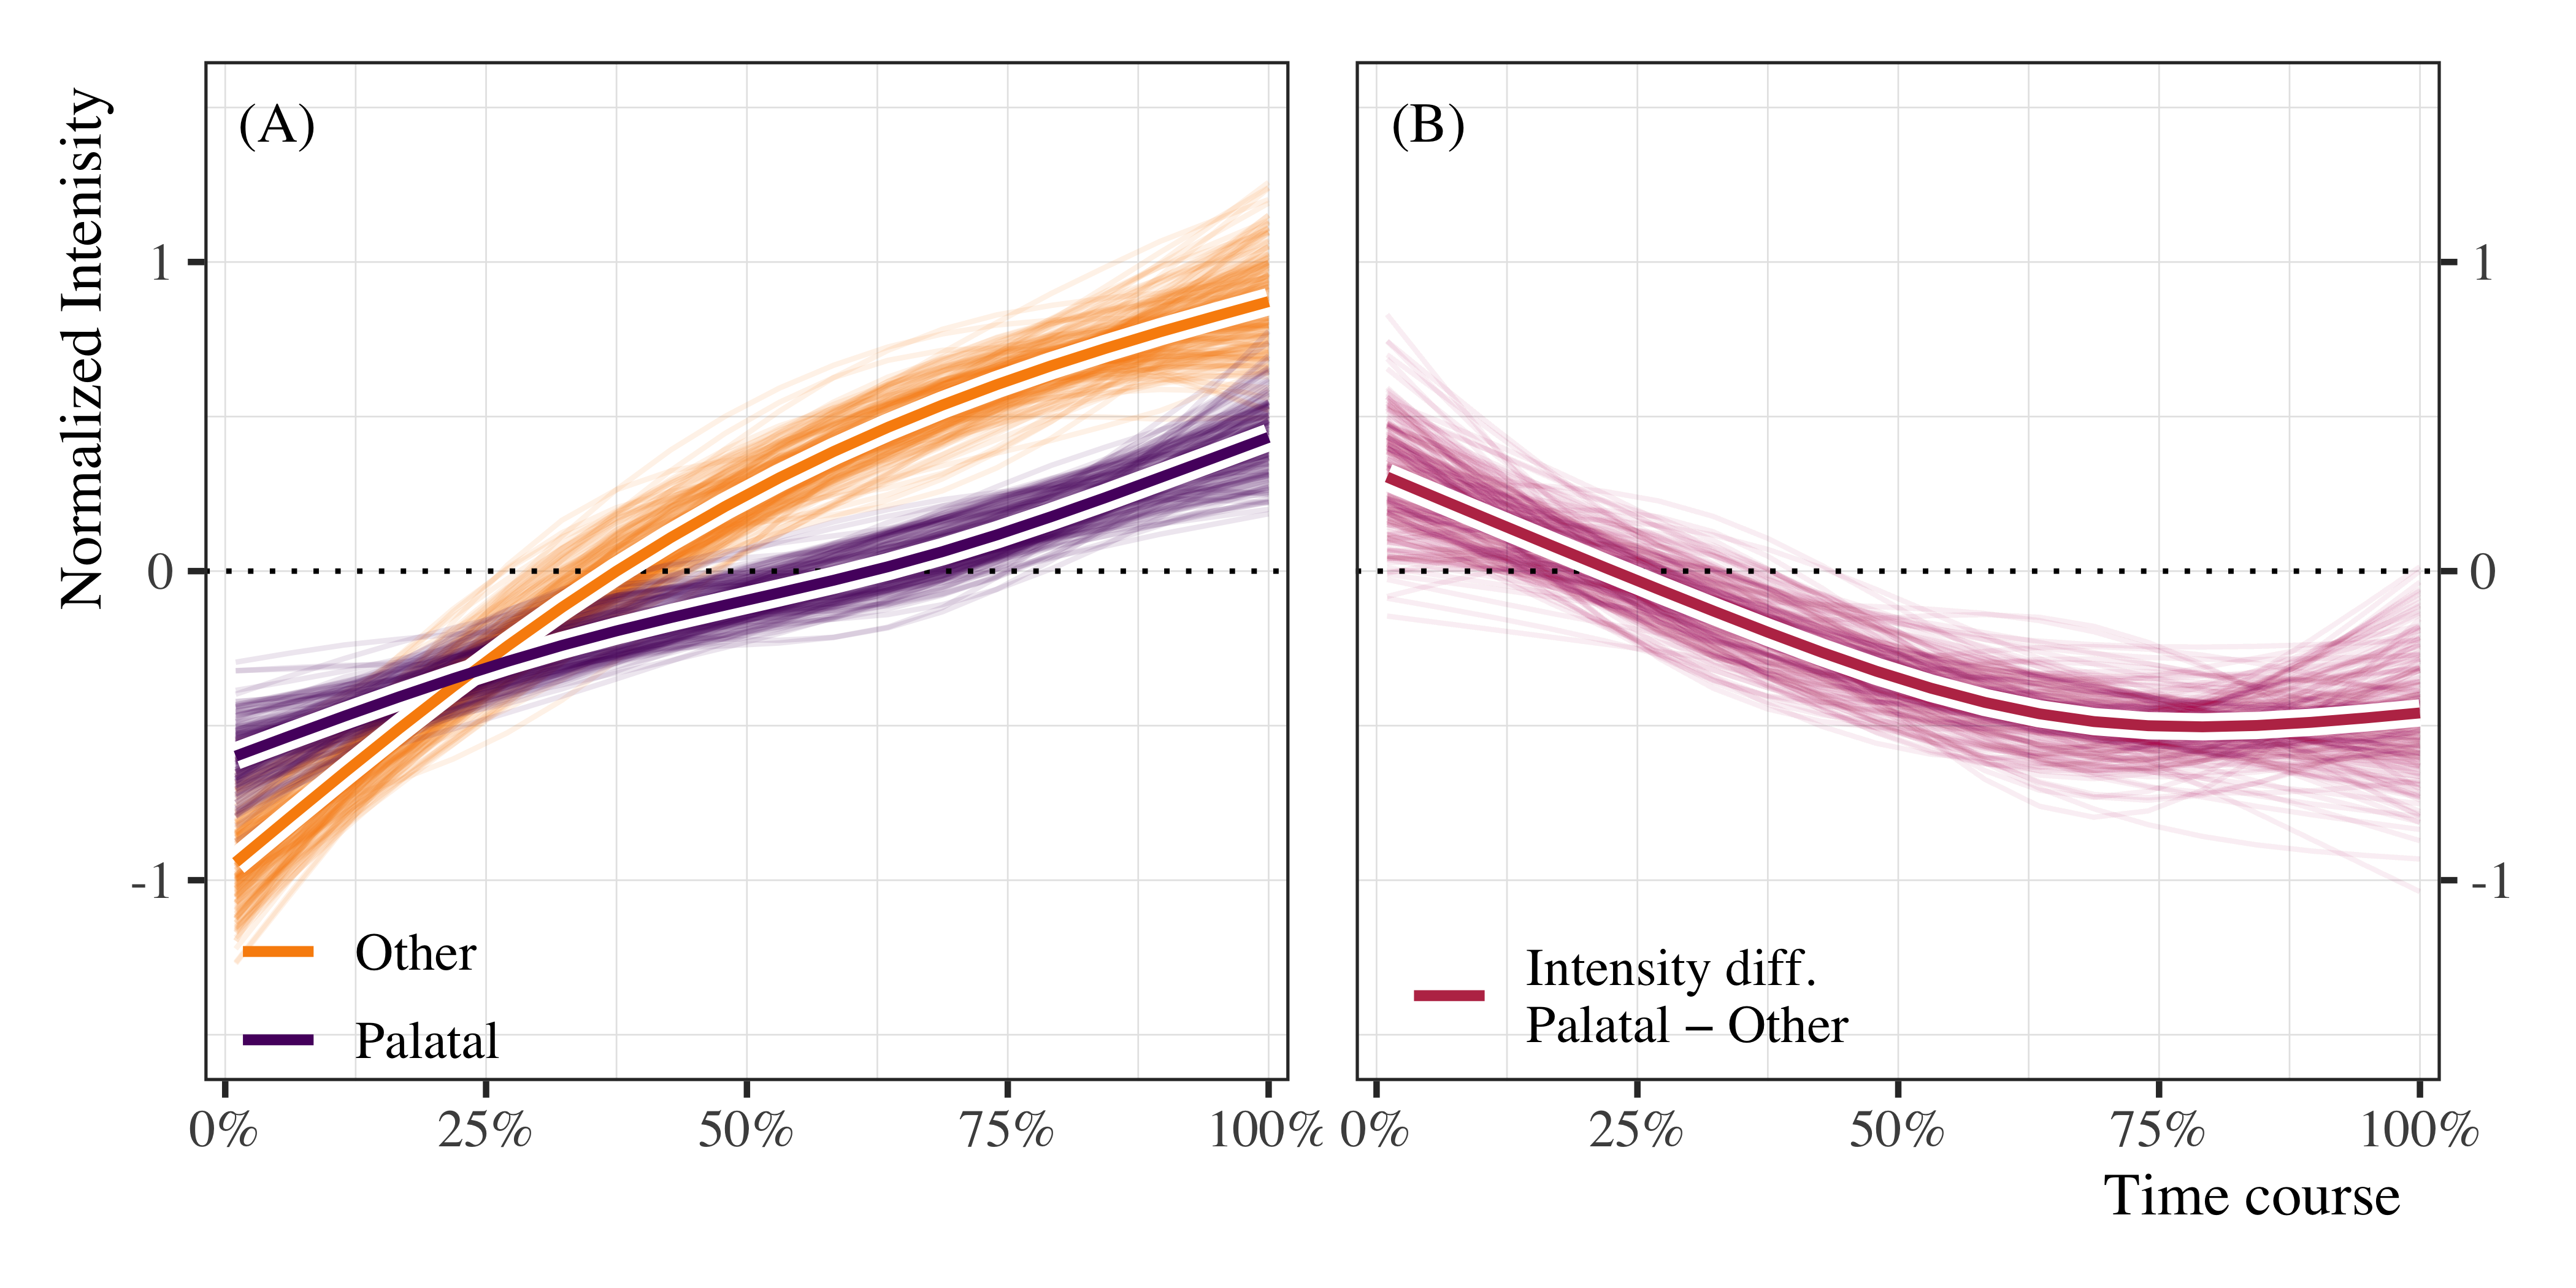 Normalized Intenisity
(A)
1
0
-1
Other
Palatal
0%
25%
50%
75%
100%
(B)
1
0
-1
Intensity diff.
Palatal – Other
0%
25%
50%
75%
100%
Time course